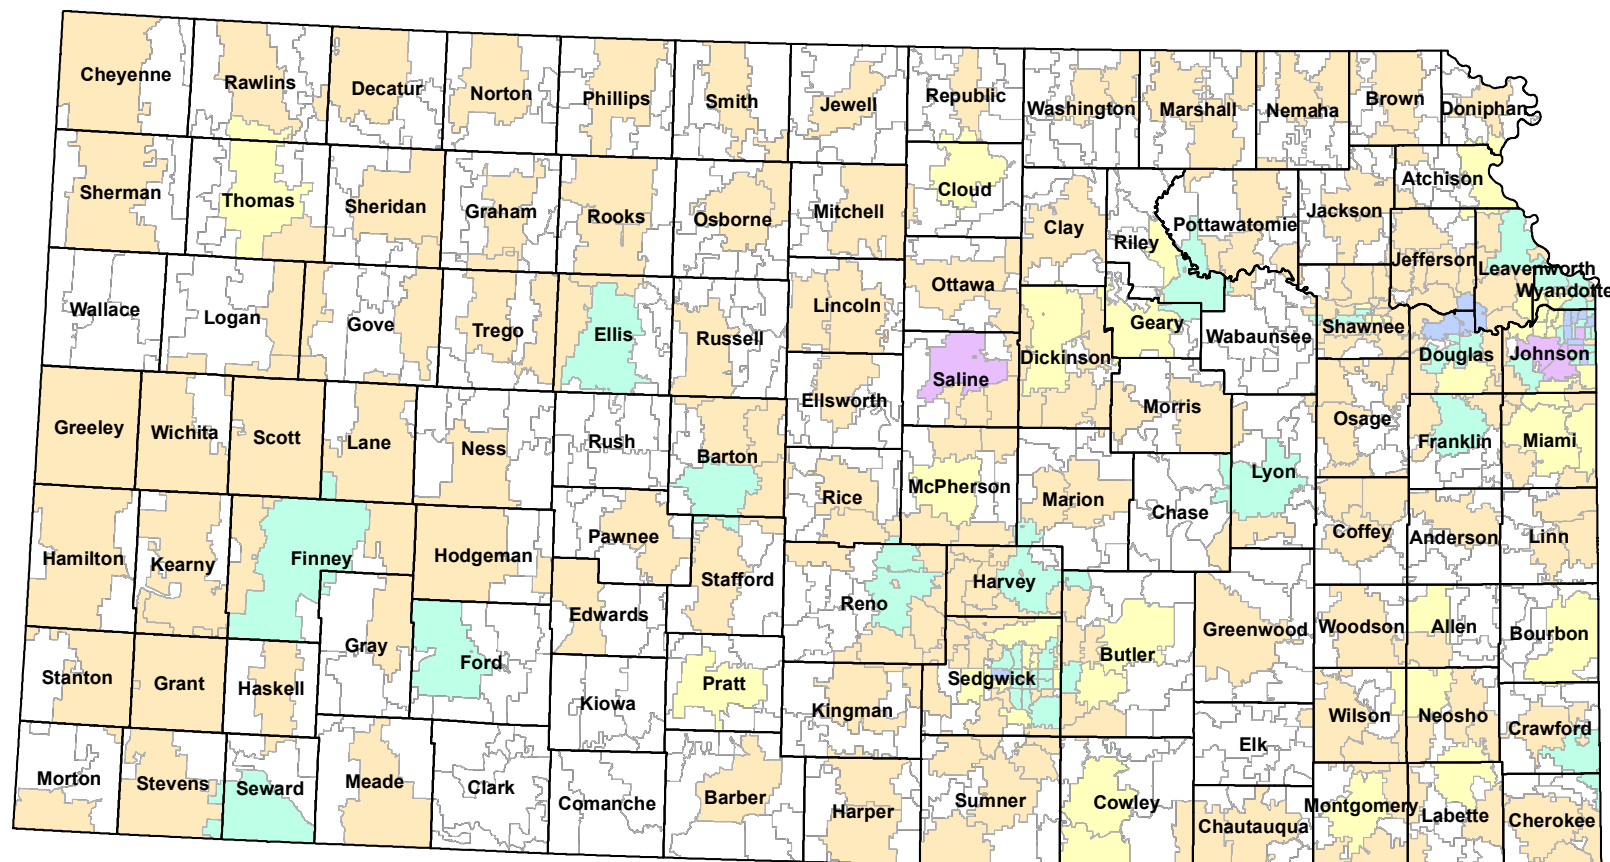 Cheyenne
Rawlins
Decatur
Norton
Phillips
Smith
Jewell
Republic
Washington
Marshall
Nemaha
Brown
Doniphan
Sherman
Thomas
Sheridan
Graham
Rooks
Osborne
Mitchell
Cloud
Clay
Riley
Pottawatomie
Jackson
Atchison
Jefferson
Leavenworth
Wyandotte
Wallace
Logan
Gove
Trego
Ellis
Russell
Lincoln
Ottawa
Saline
Dickinson
Geary
Wabaunsee
Shawnee
Douglas
Johnson
Greeley
Wichita
Scott
Lane
Ness
Rush
Barton
Ellsworth
Rice
McPherson
Marion
Morris
Chase
Lyon
Osage
Franklin
Miami
Hamilton
Kearny
Finney
Hodgeman
Pawnee
Edwards
Stafford
Reno
Harvey
Sedgwick
Butler
Greenwood
Coffey
Anderson
Linn
Woodson
Allen
Bourbon
Stanton
Grant
Haskell
Gray
Ford
Kiowa
Pratt
Kingman
Elk
Wilson
Neosho
Crawford
Morton
Stevens
Seward
Meade
Clark
Comanche
Barber
Harper
Sumner
Cowley
Chautauqua
Montgomery
Labette
Cherokee